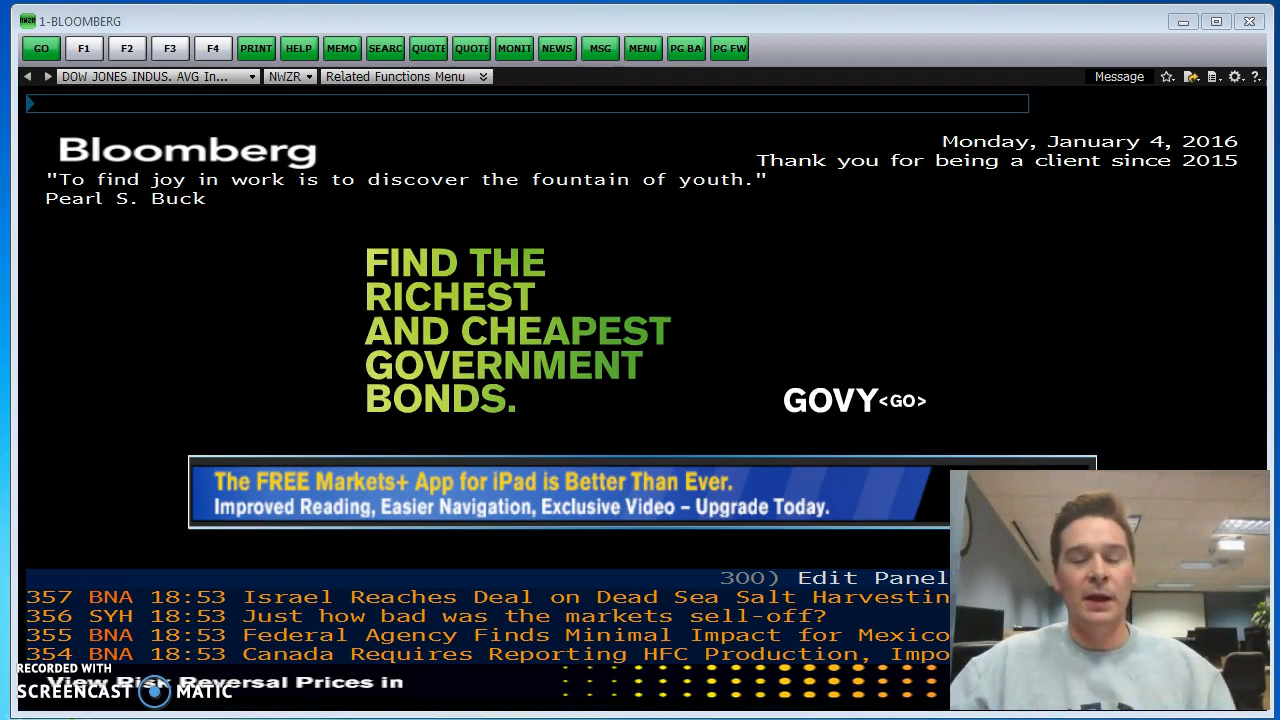 1-BLOOMBERG
GO F1 F2 F3 F4 PRINT HELP MEMO SEARC QUOTE QUOTE MONIT NEWS MSG MENU PG BA PG FW
DOW JONES INDUS. AVG In... NWZR Related Functions Menu Message
Bloomberg
Monday, January 4, 2016
Thank you for being a client since 2015
"To find joy in work is to discover the fountain of youth."
Pearl S. Buck
FIND THE
RICHEST
AND CHEAPEST
GOVERNMENT
BONDS.
GOVY<GO>
The FREE Markets+ App for iPad is Better Than Ever.
Improved Reading, Easier Navigation, Exclusive Video – Upgrade Today.
300) Edit Panel
357 BNA 18:53 Israel Reaches Deal on Dead Sea Salt Harvestin
356 SYH 18:53 Just how bad was the markets sell-off?
355 BNA 18:53 Federal Agency Finds Minimal Impact for Mexico
354 BNA 18:53 Canada Requires Reporting HFC Production, Impo
RECORDED WITH
SCREENCAST MATIC
View Risk Reversal Prices in